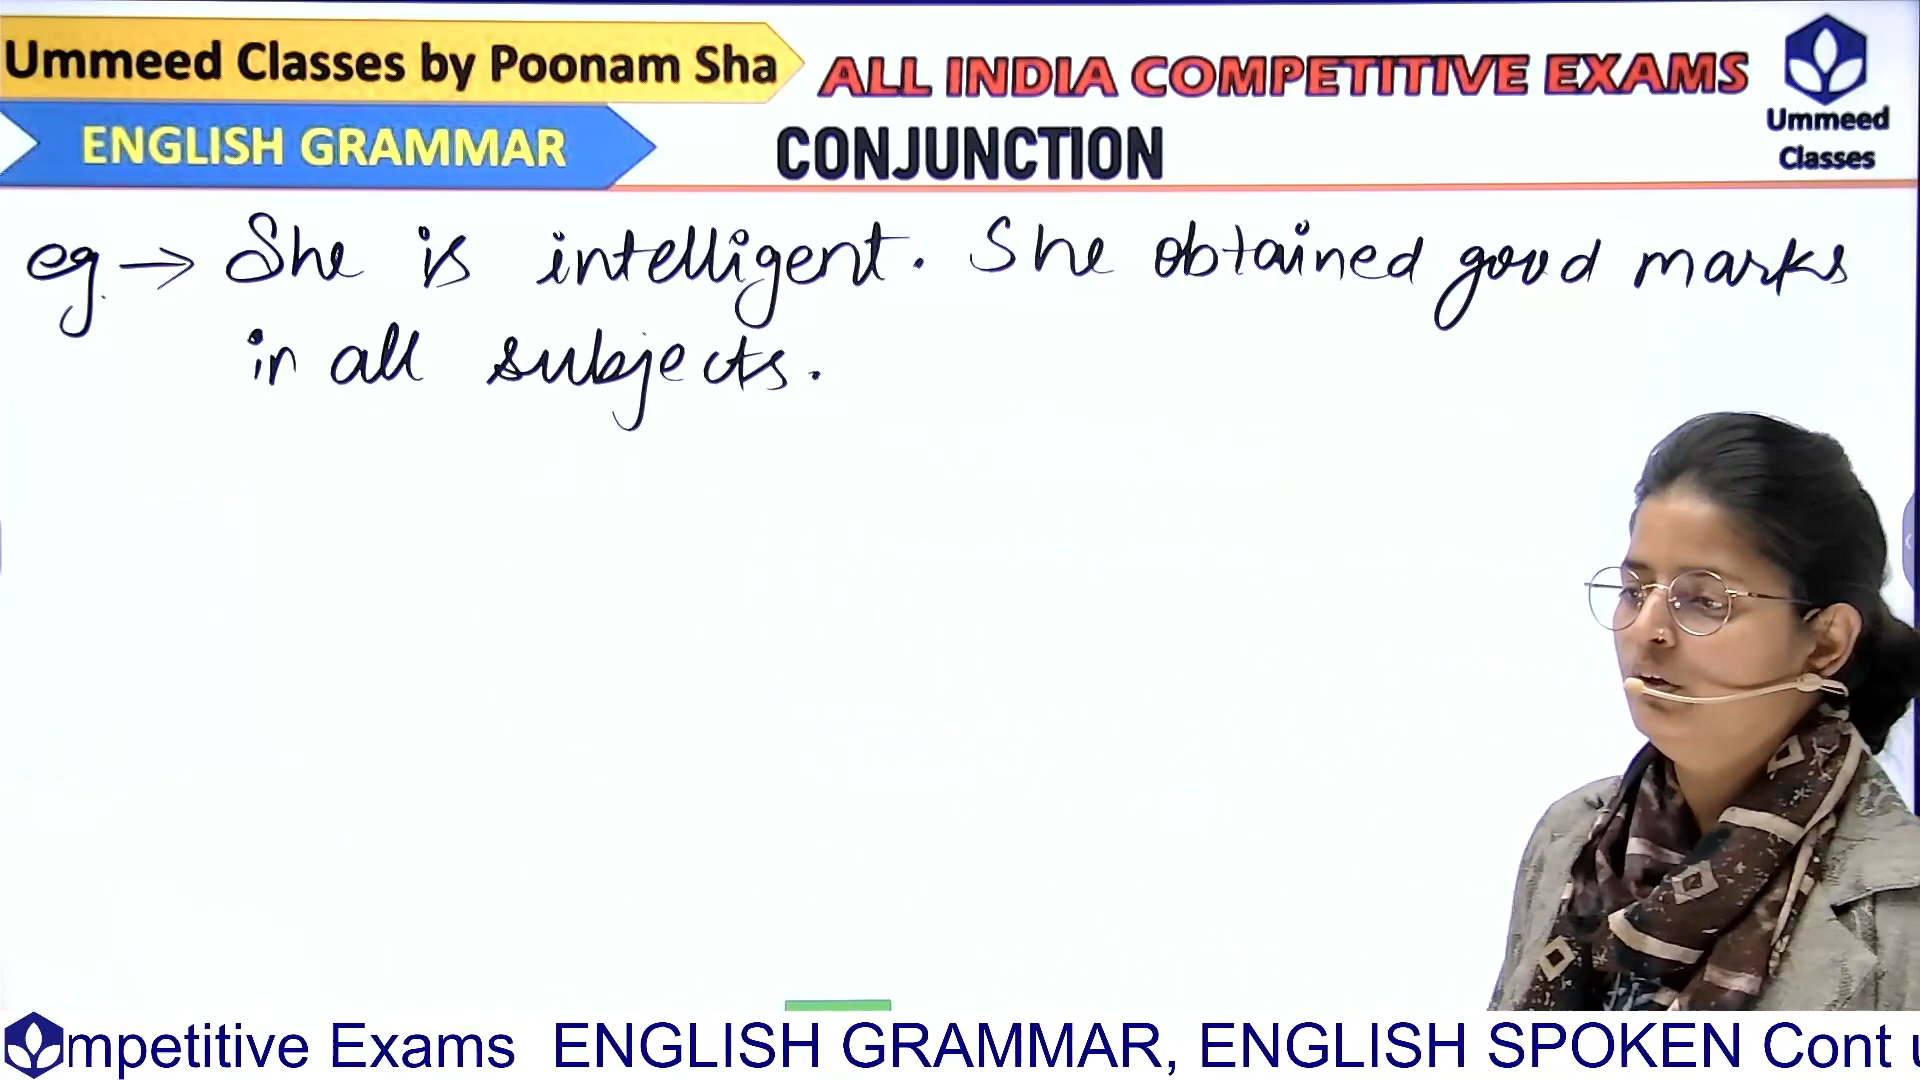 Ummeed Classes by Poonam Sha
ALL INDIA COMPETITIVE EXAMS
Ummeed
Classes
ENGLISH GRAMMAR
CONJUNCTION
eg → She is intelligent. She obtained good marks
in all subjects.
mpetitive Exams ENGLISH GRAMMAR, ENGLISH SPOKEN Cont